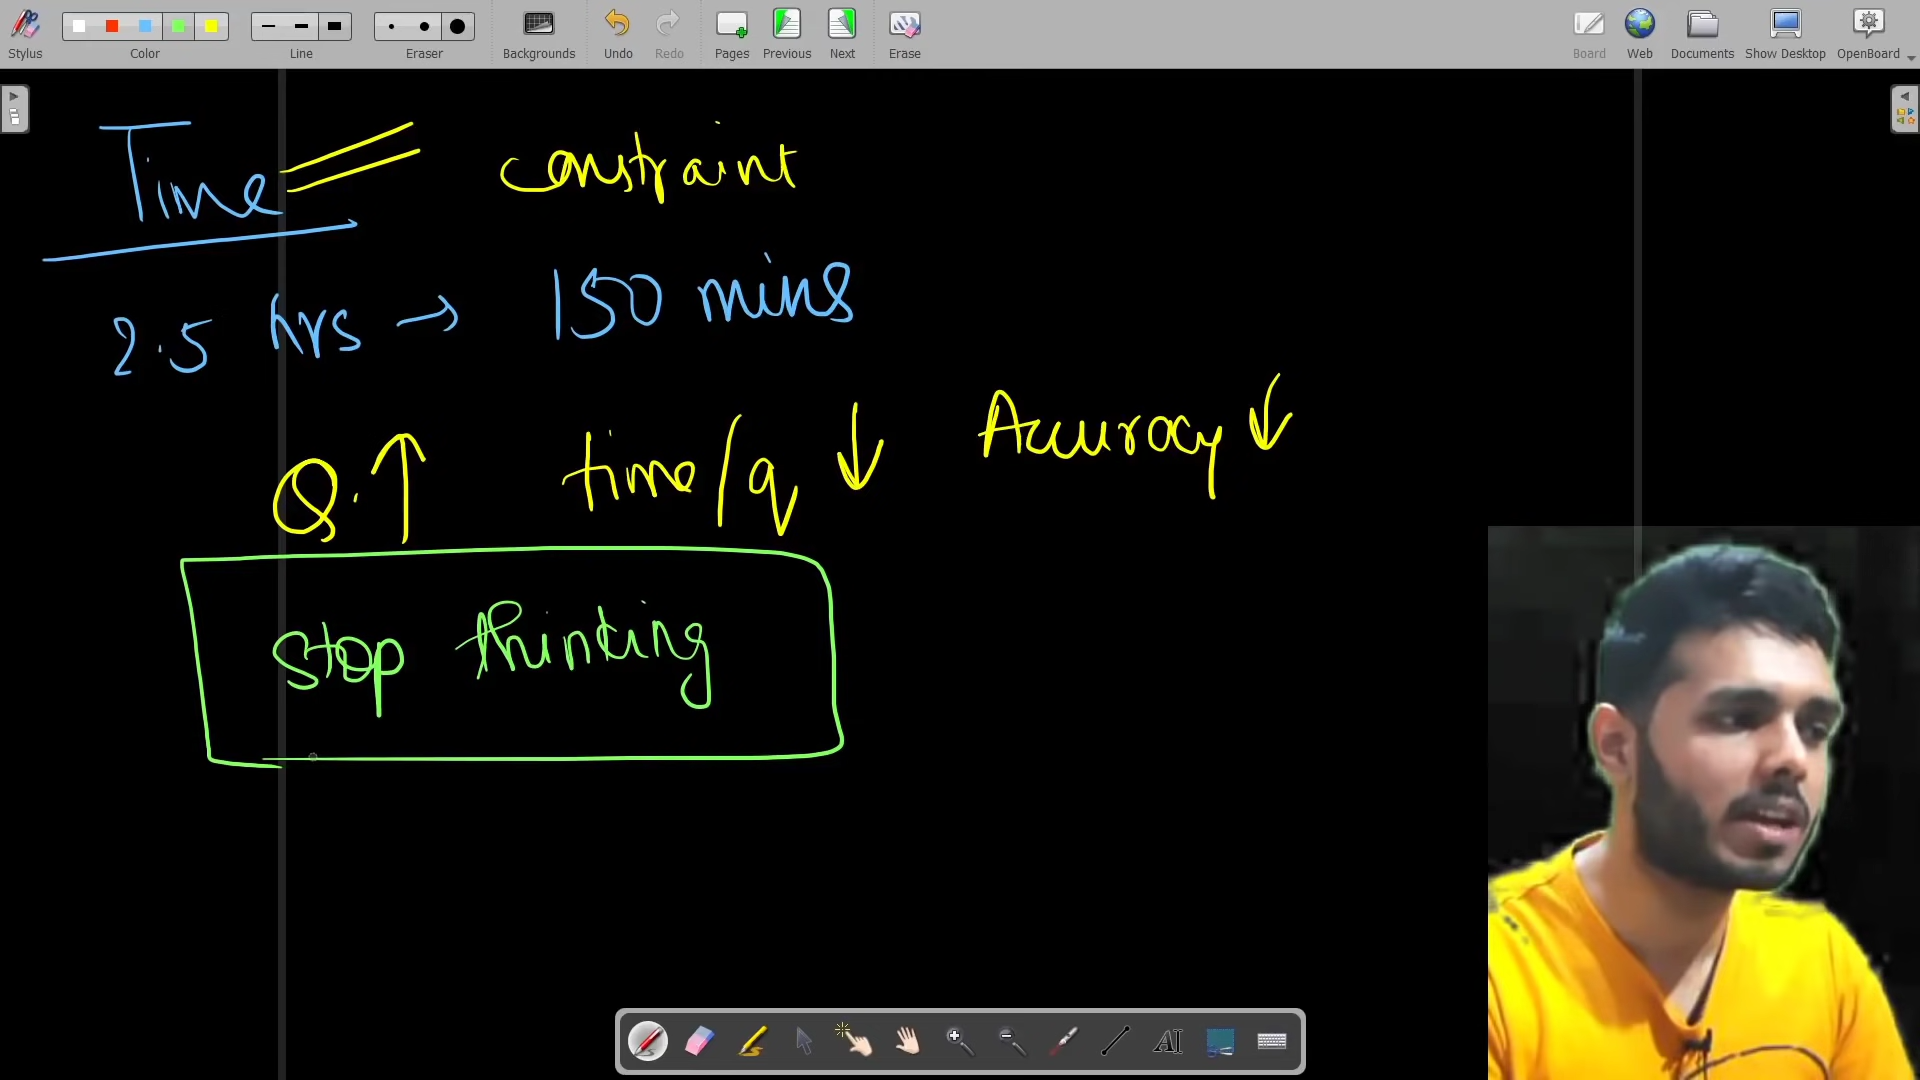 Stylus Color Line Eraser Backgrounds Undo Redo Pages Previous Next Erase Board Web Documents Show Desktop OpenBoard
Time constraint
2.5 hrs → 150 mins
Q.↑ time/q ↓ Accuracy ↓
Stop thinking